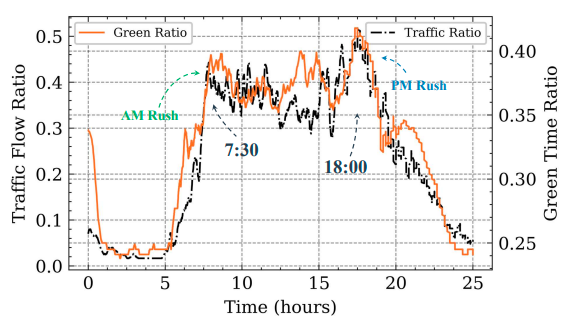 Green Ratio
Traffic Ratio
Traffic Flow Ratio
0.5
0.4
0.3
0.2
0.1
0.0
AM Rush
7:30
PM Rush
18:00
0.40
0.35
0.30
0.25
Green Time Ratio
0
5
10
15
20
25
Time (hours)